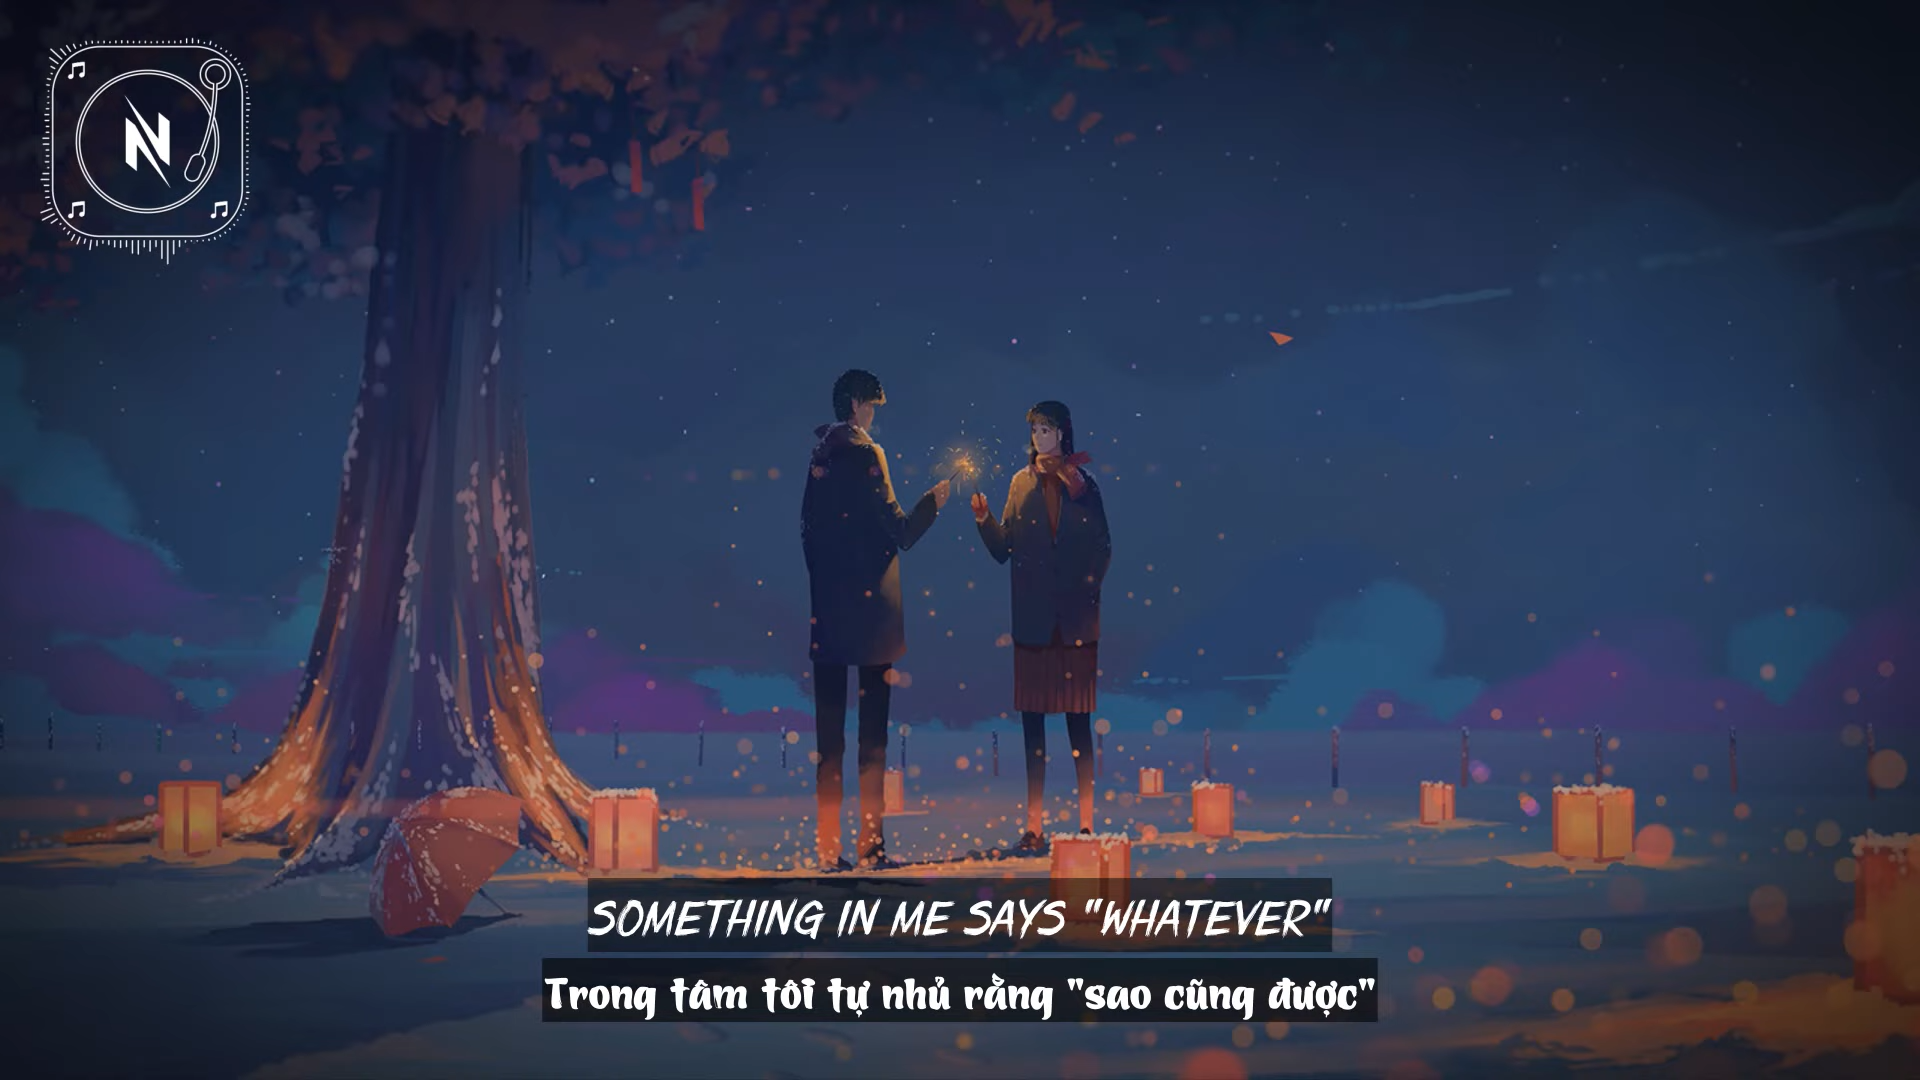 N
SOMETHING IN ME SAYS "WHATEVER"
Trong tâm tôi tự nhủ rằng "sao cũng được"